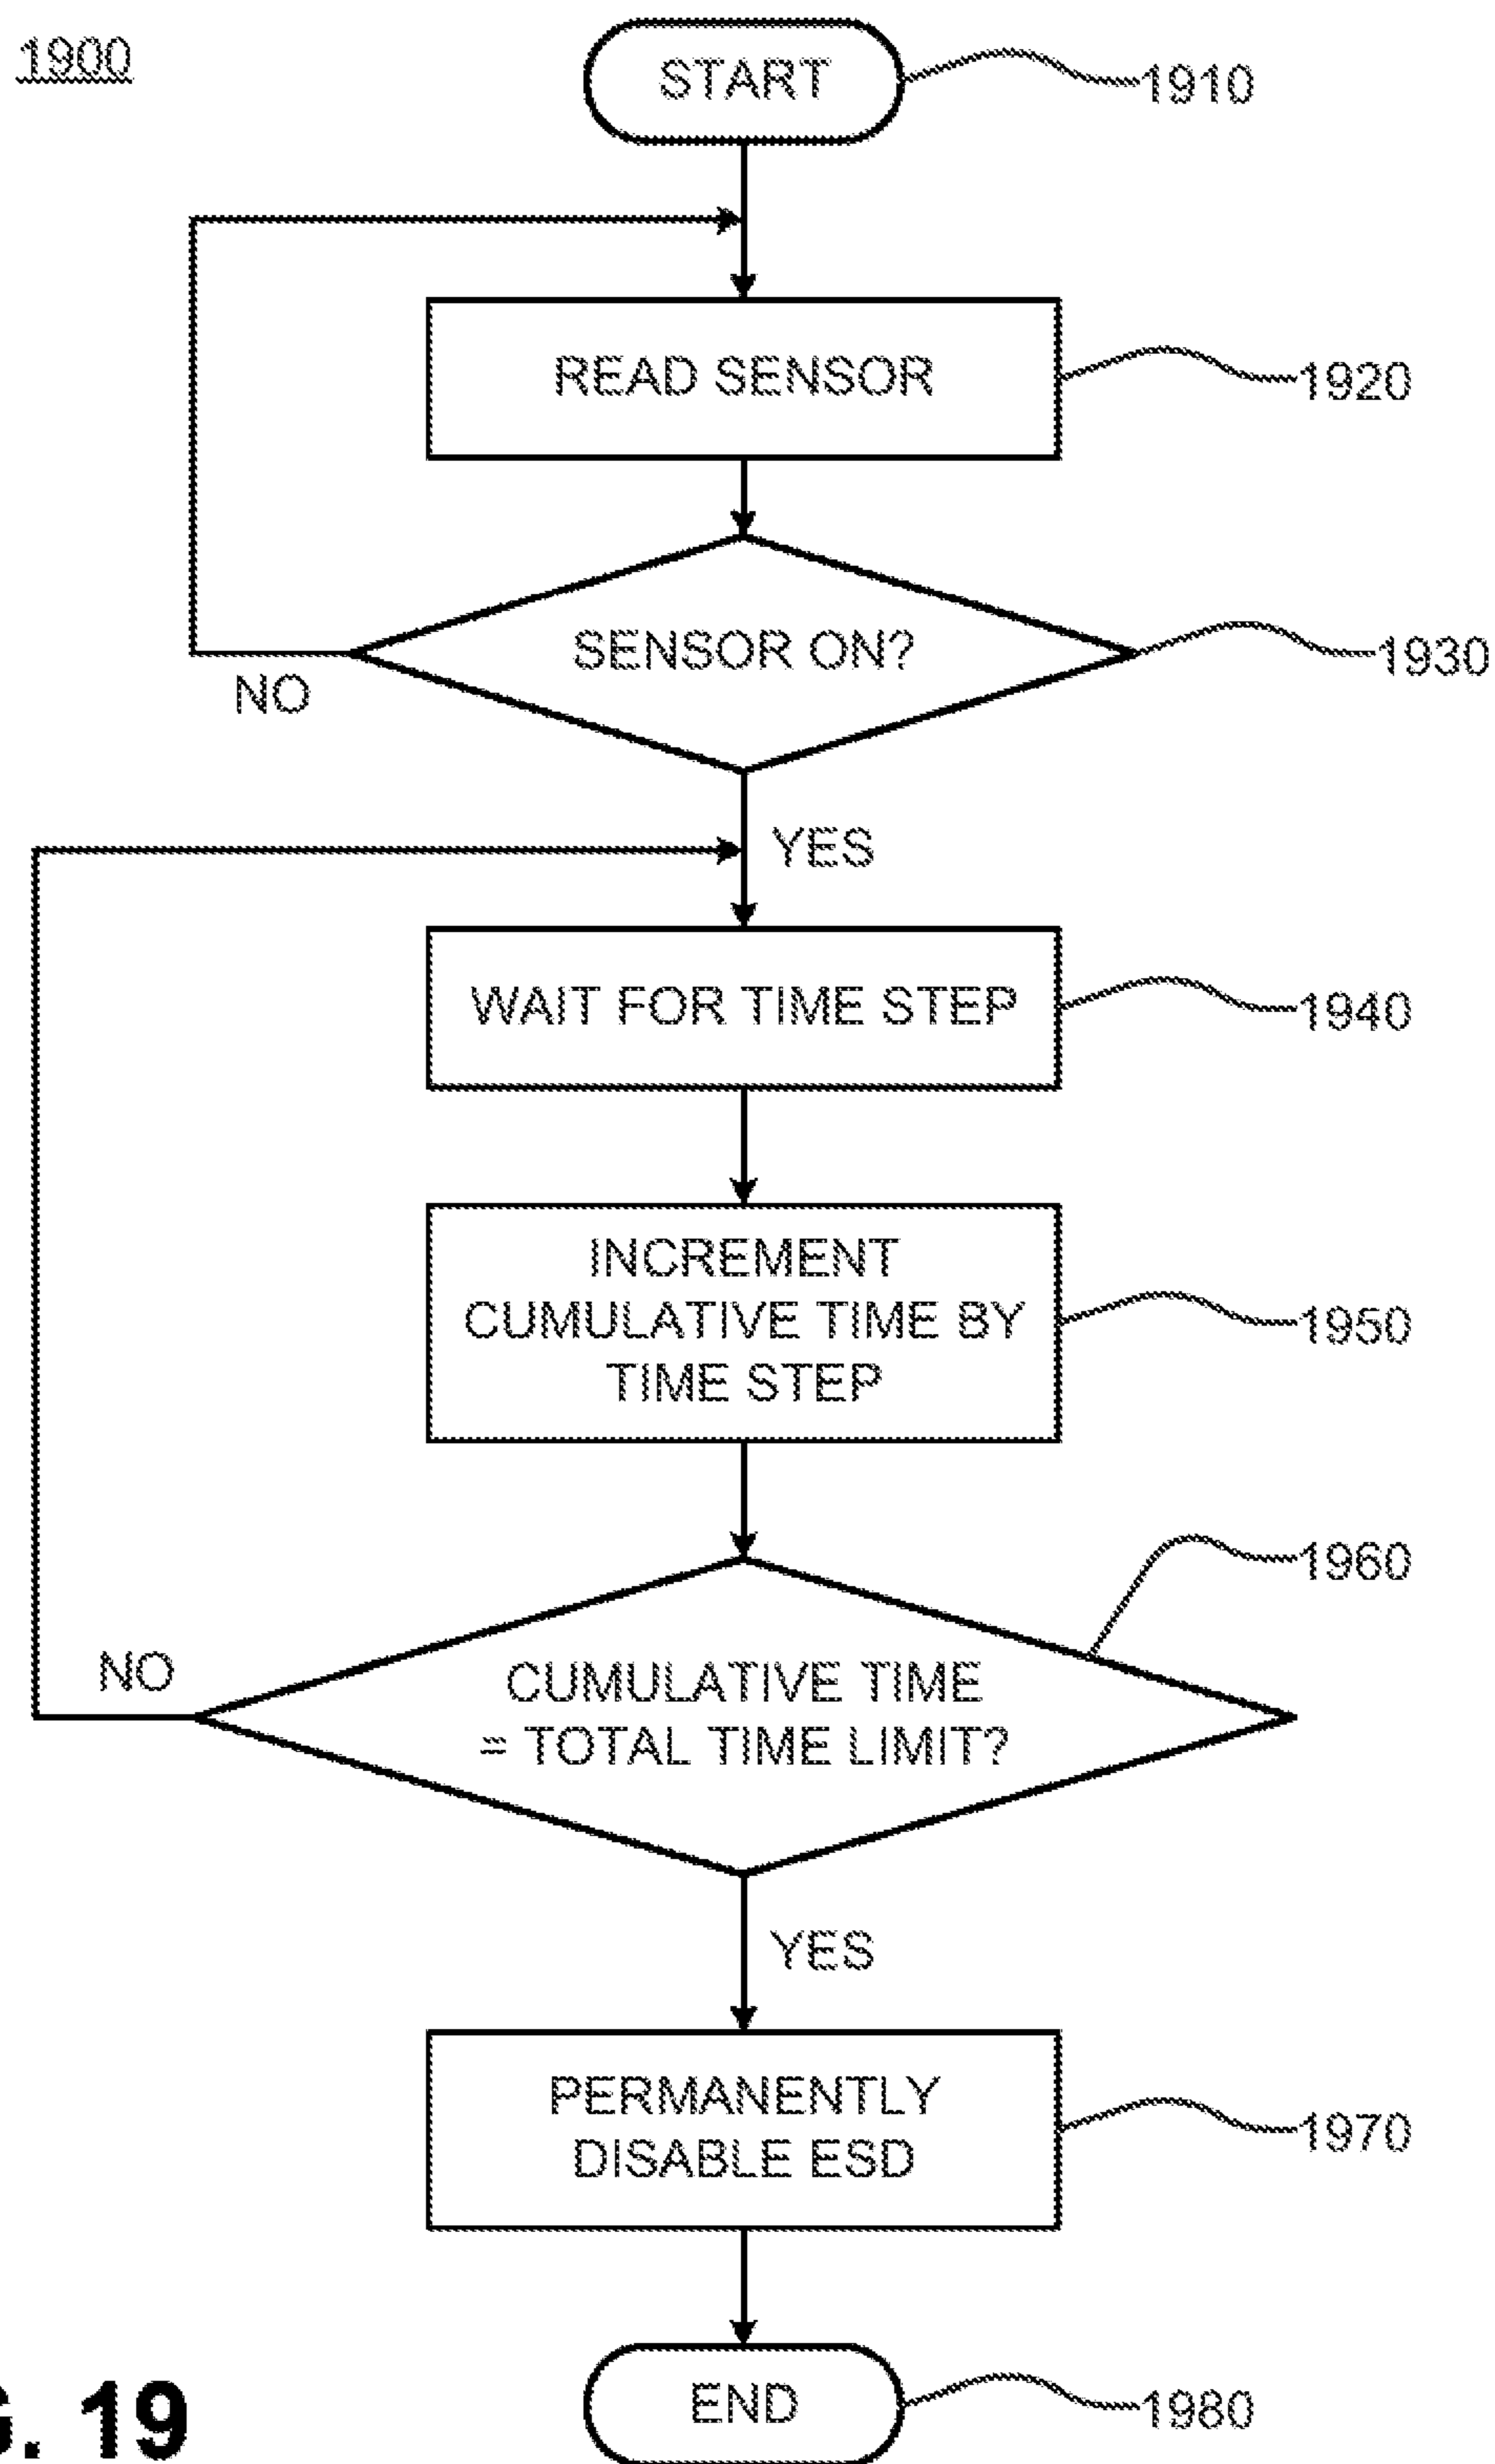 1900
START
1910
READ SENSOR
1920
SENSOR ON?
1930
NO
YES
WAIT FOR TIME STEP
1940
INCREMENT
CUMULATIVE TIME BY
TIME STEP
1950
1960
CUMULATIVE TIME
= TOTAL TIME LIMIT?
NO
YES
PERMANENTLY
DISABLE ESD
1970
END
1980
G. 19